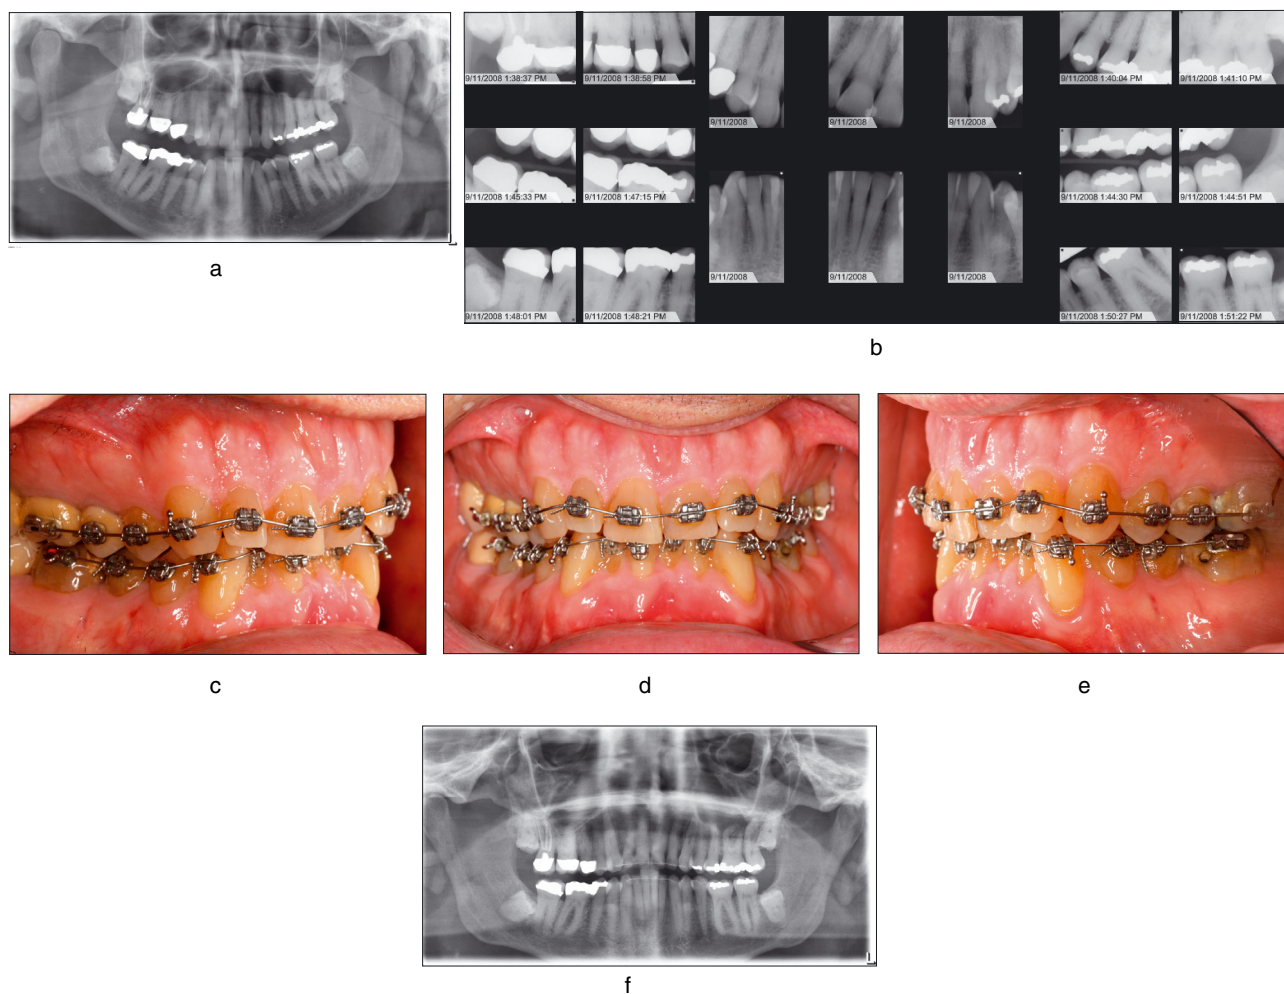 L
a
9/11/2008 1:38:37 PM
9/11/2008 1:38:58 PM
9/11/2008
9/11/2008
9/11/2008
9/11/2008 1:40:04 PM
9/11/2008 1:41:10 PM
9/11/2008 1:45:33 PM
9/11/2008 1:47:15 PM
9/11/2008 1:44:30 PM
9/11/2008 1:44:51 PM
9/11/2008
9/11/2008
9/11/2008
9/11/2008 1:48:01 PM
9/11/2008 1:48:21 PM
9/11/2008 1:50:27 PM
9/11/2008 1:51:22 PM
b
c
d
e
L
f